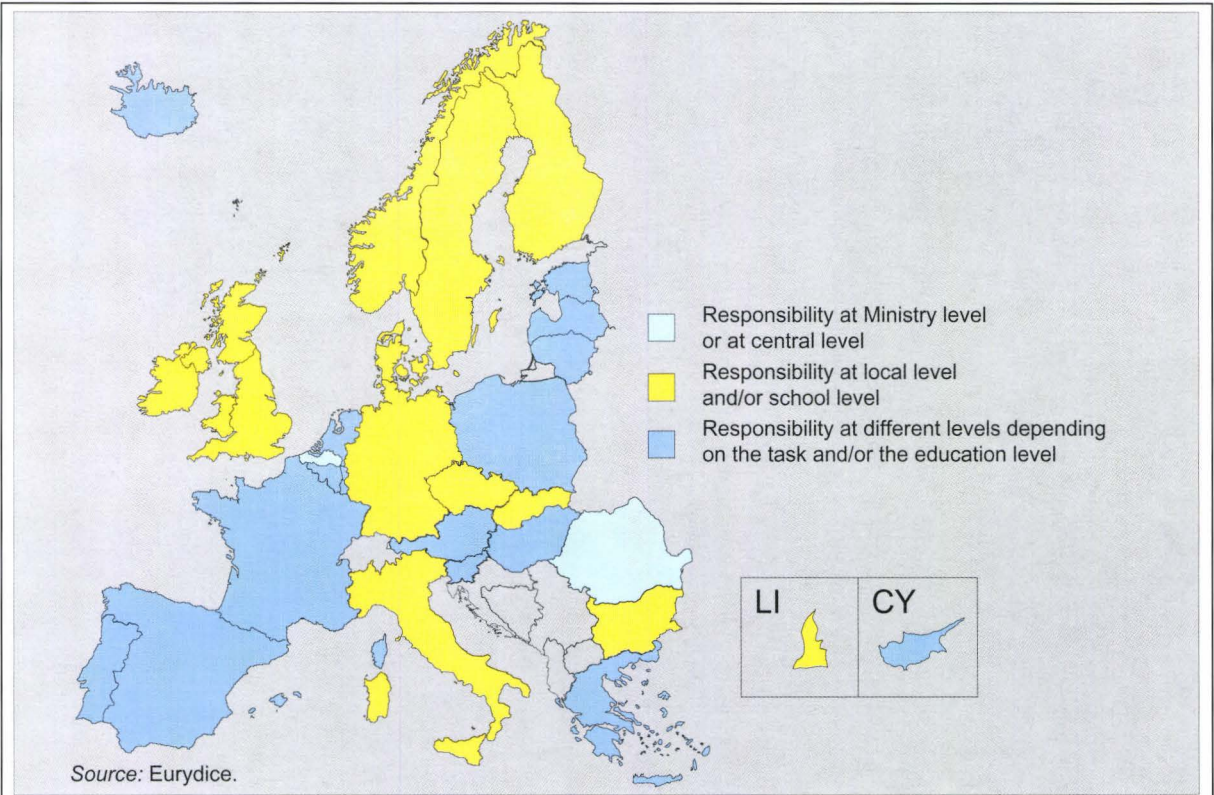 Responsibility at Ministry level
or at central level
Responsibility at local level
and/or school level
Responsibility at different levels depending
on the task and/or the education level
LI
CY
Source: Eurydice.